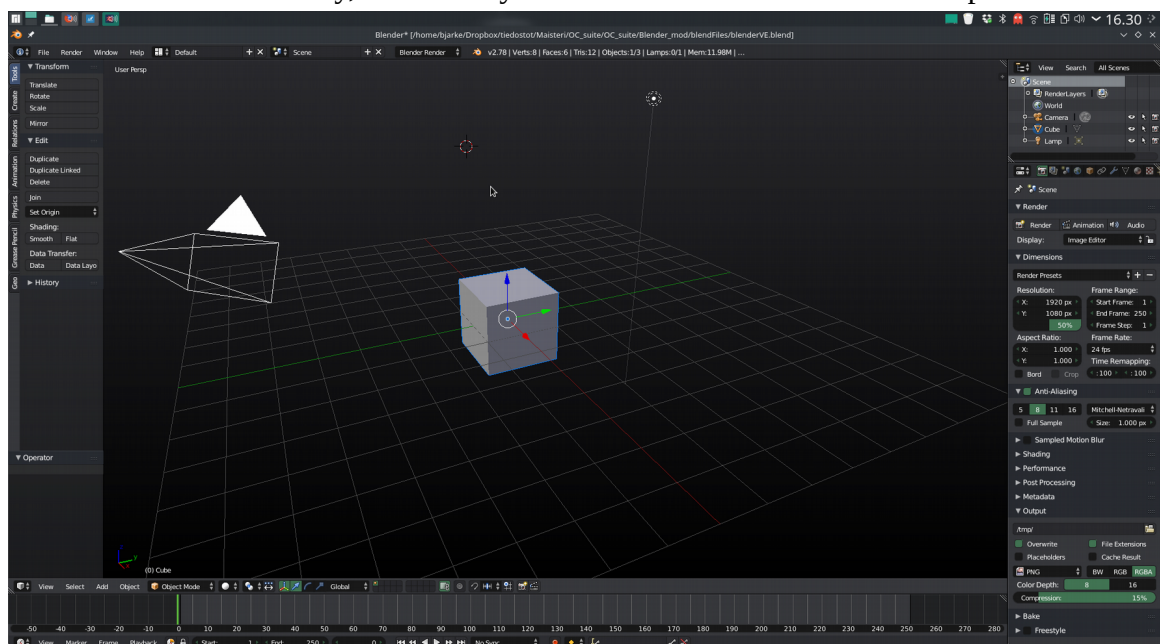 16.30
Blender* [/home/bjarke/Dropbox/tiedostot/Maisteri/OC_suite/OC_suite/Blender_mod/blendFiles/blenderVE.blend]
File Render Window Help Default Scene Blender Render v2.78 | Verts:8 | Faces:6 | Tris:12 | Objects:1/3 | Lamps:0/1 | Mem:11.98M | ...
View Search All Scenes
Tools
Create
Relations
Animation
Physics
Grease Pencil
Geo
Transform
Translate
Rotate
Scale
Mirror
Edit
Duplicate
Duplicate Linked
Delete
Join
Set Origin
Shading:
Smooth Flat
Data Transfer:
Data Data Layo
History
Operator
User Persp
(0) Cube
Scene
RenderLayers
World
Camera
Cube
Lamp
Scene
Render
Render Animation Audio
Display: Image Editor
Dimensions
Render Presets
Resolution: Frame Range:
X: 1920 px Start Frame: 1
Y: 1080 px End Frame: 250
50% Frame Step: 1
Aspect Ratio: Frame Rate:
X: 1.000 24 fps
Y: 1.000 Time Remapping:
Bord Crop :100 :100
Anti-Aliasing
5 8 11 16 Mitchell-Netravali
Full Sample Size: 1.000 px
Sampled Motion Blur
Shading
Performance
Post Processing
Metadata
Output
/tmp/
Overwrite File Extensions
Placeholders Cache Result
PNG BW RGB RGBA
Color Depth: 8 16
Compression: 15%
Bake
Freestyle
View Select Add Object Object Mode Global
-50 -40 -30 -20 -10 0 10 20 30 40 50 60 70 80 90 100 110 120 130 140 150 160 170 180 190 200 210 220 230 240 250 260 270 280
View Marker Frame Playback Start: 1 End: 250 0 No Sync